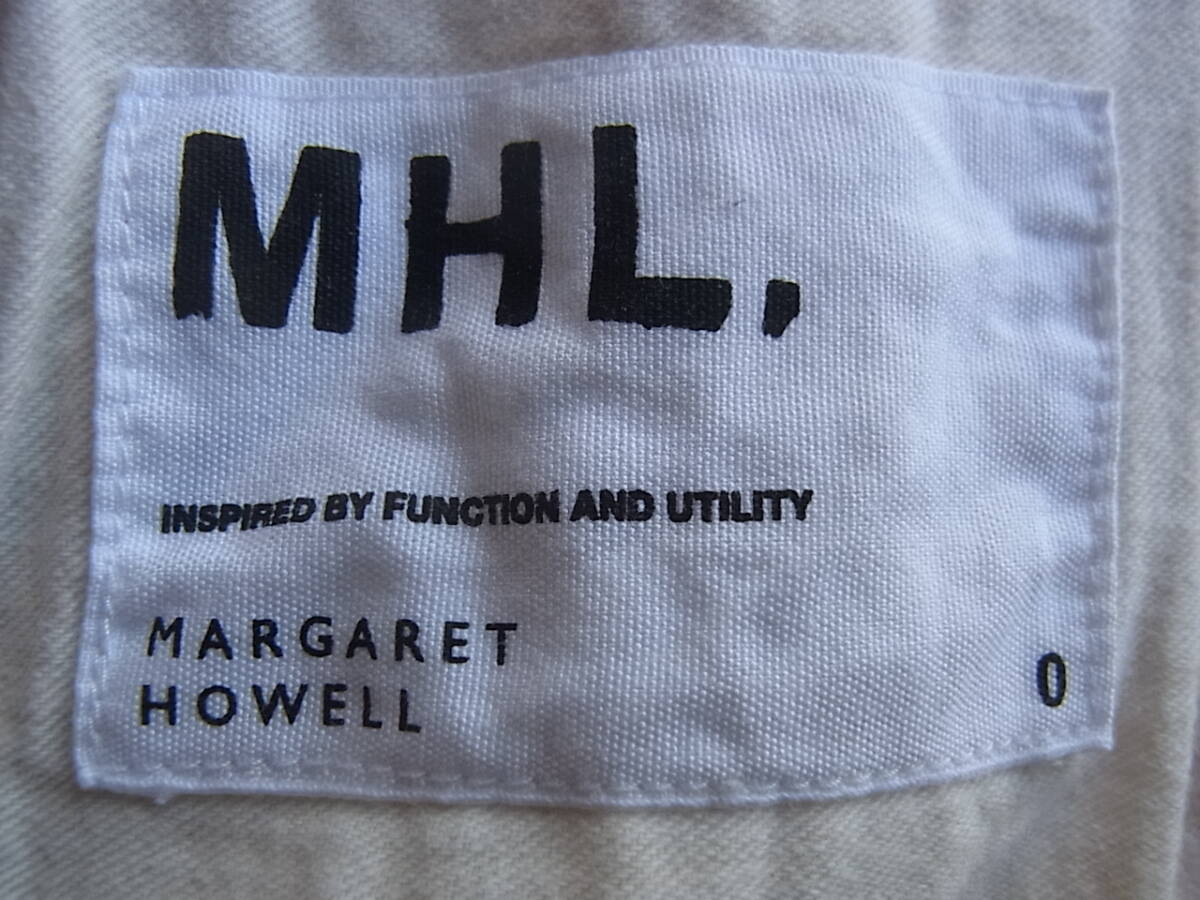 MHL.
INSPIRED BY FUNCTION AND UTILITY
MARGARET
HOWELL
0